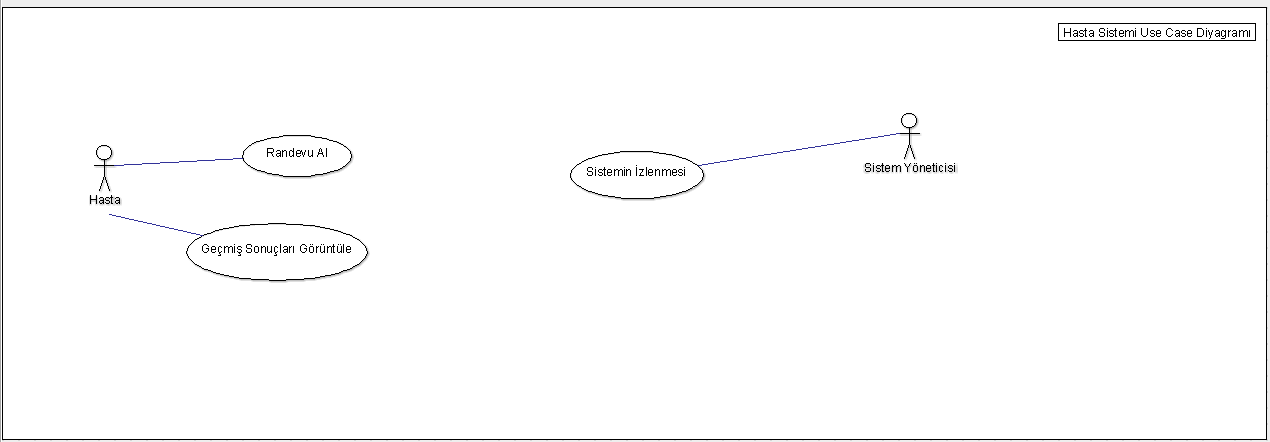 Hasta Sistemi Use Case Diyagramı
Randevu Al
Hasta
Geçmiş Sonuçları Görüntüle
Sistemin İzlenmesi
Sistem Yöneticisi